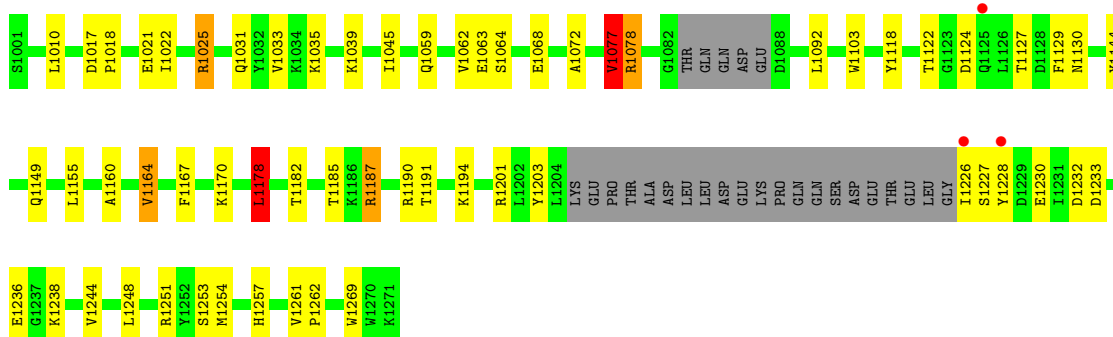 S1001 L1010 D1017 P1018 E1021 I1022 R1025 Q1031 Y1032 V1033 K1034 K1035 K1039 I1045 Q1059 V1062 E1063 S1064 E1068 A1072 V1077 R1078 G1082 THR GLN GLN ASP GLU D1088 L1092 W1103 Y1118 T1122 G1123 D1124 Q1125 L1126 T1127 D1128 F1129 N1130
Q1149 L1155 A1160 V1164 F1167 K1170 L1178 T1182 T1185 K1186 R1187 R1190 T1191 K1194 R1201 L1202 Y1203 L1204 LYS GLU PRO THR ALA ASP LEU LEU ASP GLU LYS PRO GLN GLN SER ASP GLU THR GLU LEU GLY I1226 S1227 Y1228 D1229 E1230 I1231 D1232 D1233
E1236 G1237 K1238 V1244 L1248 R1251 Y1252 S1253 M1254 H1257 V1261 P1262 W1269 W1270 K1271